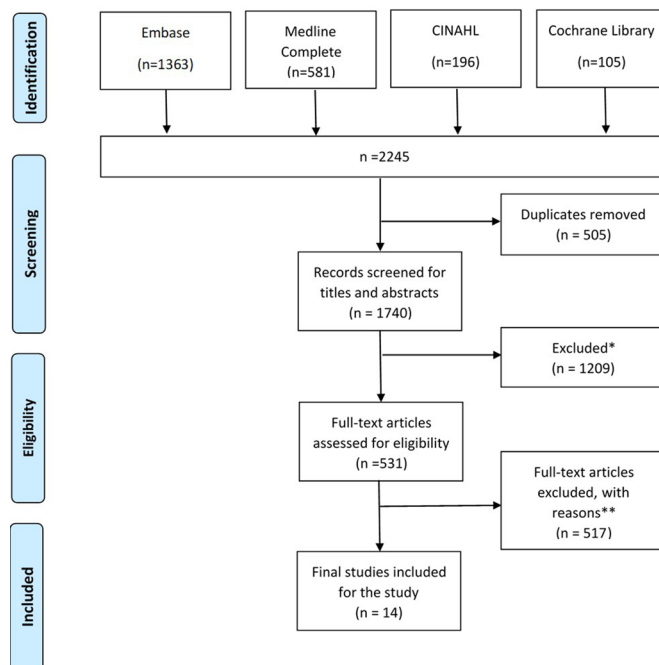 Identification
Embase
(n=1363)
Medline
Complete
(n=581)
CINAHL
(n=196)
Cochrane Library
(n=105)
n =2245
Screening
Duplicates removed
(n = 505)
Records screened for
titles and abstracts
(n = 1740)
Excluded*
(n = 1209)
Eligibility
Full-text articles
assessed for eligibility
(n =531)
Full-text articles
excluded, with
reasons**
(n = 517)
Included
Final studies included
for the study
(n = 14)